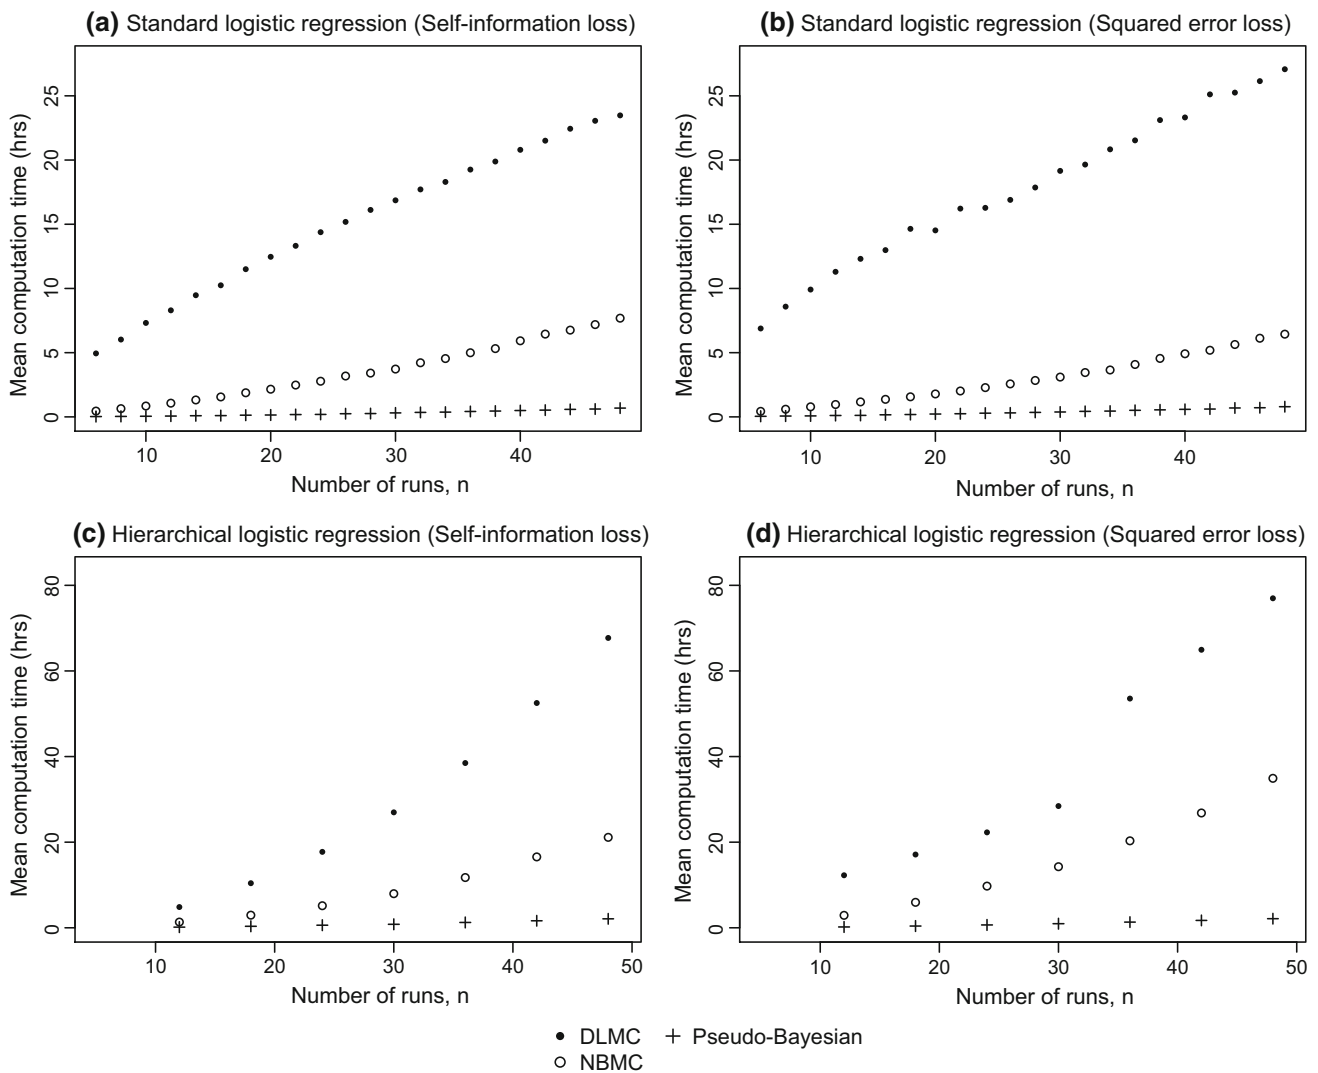 (a) Standard logistic regression (Self-information loss)
(b) Standard logistic regression (Squared error loss)
Mean computation time (hrs)
25
20
15
10
5
0
10 20 30 40
Number of runs, n
Mean computation time (hrs)
25
20
15
10
5
0
10 20 30 40
Number of runs, n
(c) Hierarchical logistic regression (Self-information loss)
(d) Hierarchical logistic regression (Squared error loss)
Mean computation time (hrs)
80
60
40
20
0
10 20 30 40 50
Number of runs, n
Mean computation time (hrs)
80
60
40
20
0
10 20 30 40 50
Number of runs, n
DLMC
Pseudo-Bayesian
NBMC